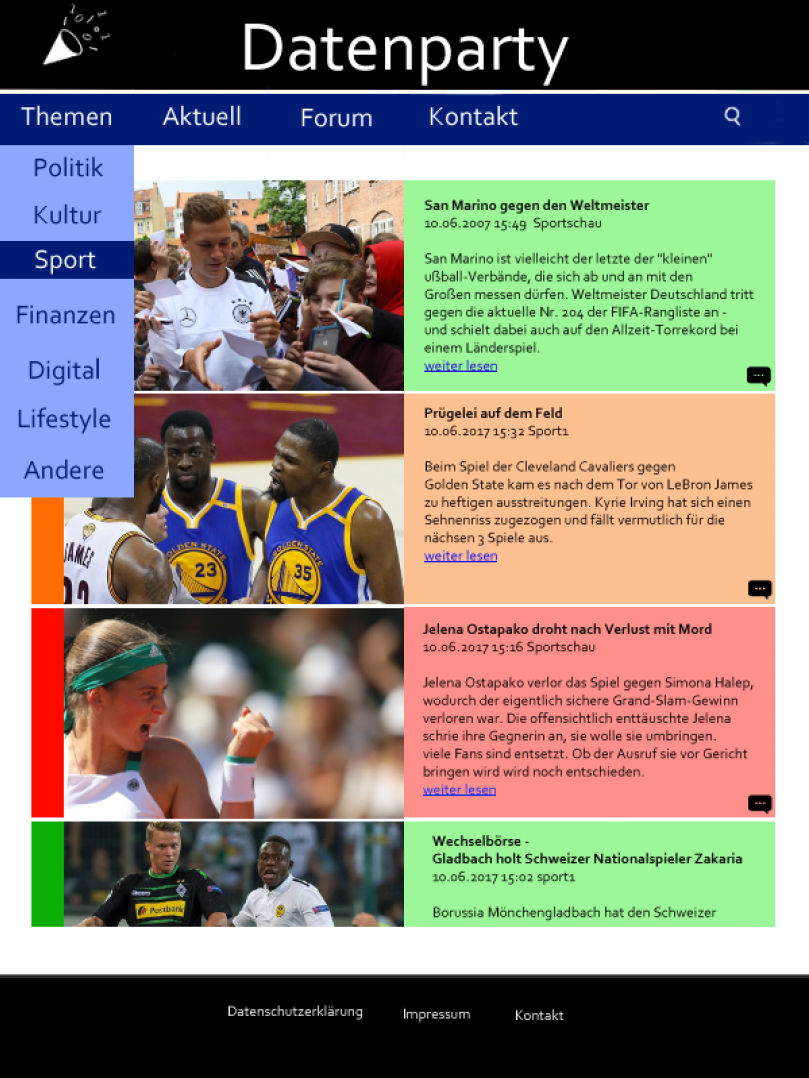 Datenparty
Themen Aktuell Forum Kontakt
Politik
Kultur
Sport
Finanzen
Digital
Lifestyle
Andere
San Marino gegen den Weltmeister
10.06.2007 15:49 Sportschau
San Marino ist vielleicht der letzte der "kleinen"
ußball-Verbände, die sich ab und an mit den
Großen messen dürfen. Weltmeister Deutschland tritt
gegen die aktuelle Nr. 204 der FIFA-Rangliste an -
und schielt dabei auch auf den Allzeit-Torrekord bei
einem Länderspiel.
weiter lesen
Prügelei auf dem Feld
10.06.2017 15:32 Sport1
Beim Spiel der Cleveland Cavaliers gegen
Golden State kam es nach dem Tor von LeBron James
zu heftigen ausstreitungen. Kyrie Irving hat sich einen
Sehnenriss zugezogen und fällt vermutlich für die
nächsen 3 Spiele aus.
weiter lesen
JAMES
23
GOLDEN STATE
23
GOLDEN STATE
35
Jelena Ostapako droht nach Verlust mit Mord
10.06.2017 15:16 Sportschau
Jelena Ostapako verlor das Spiel gegen Simona Halep,
wodurch der eigentlich sichere Grand-Slam-Gewinn
verloren war. Die offensichtlich enttäuschte Jelena
schrie ihre Gegnerin an, sie wolle sie umbringen.
viele Fans sind entsetzt. Ob der Ausruf sie vor Gericht
bringen wird wird noch entschieden.
weiter lesen
Wechselbörse -
Gladbach holt Schweizer Nationalspieler Zakaria
10.06.2017 15:02 sport1
Borussia Mönchengladbach hat den Schweizer
Postbank
Datenschutzerklärung Impressum Kontakt